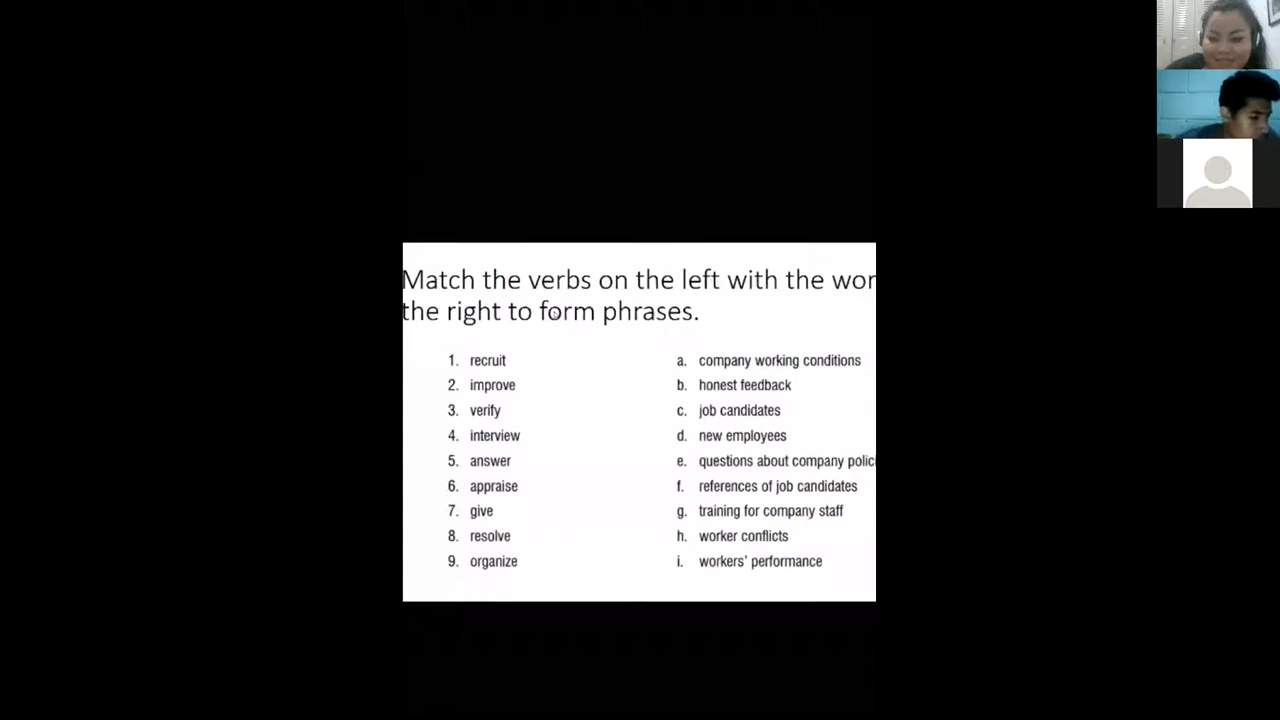 Match the verbs on the left with the wor
the right to form phrases.
1. recruit
2. improve
3. verify
4. interview
5. answer
6. appraise
7. give
8. resolve
9. organize
a. company working conditions
b. honest feedback
c. job candidates
d. new employees
e. questions about company polici
f. references of job candidates
g. training for company staff
h. worker conflicts
i. workers' performance